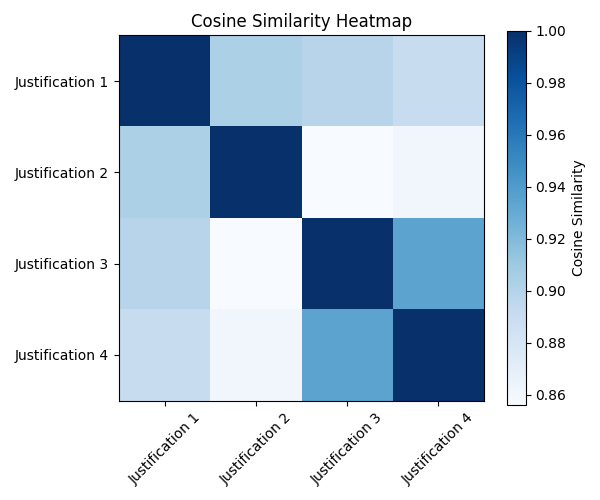 Cosine Similarity Heatmap
Justification 1
Justification 2
Justification 3
Justification 4
Justification 1
Justification 2
Justification 3
Justification 4
1.00
0.98
0.96
0.94
0.92
0.90
0.88
0.86
Cosine Similarity